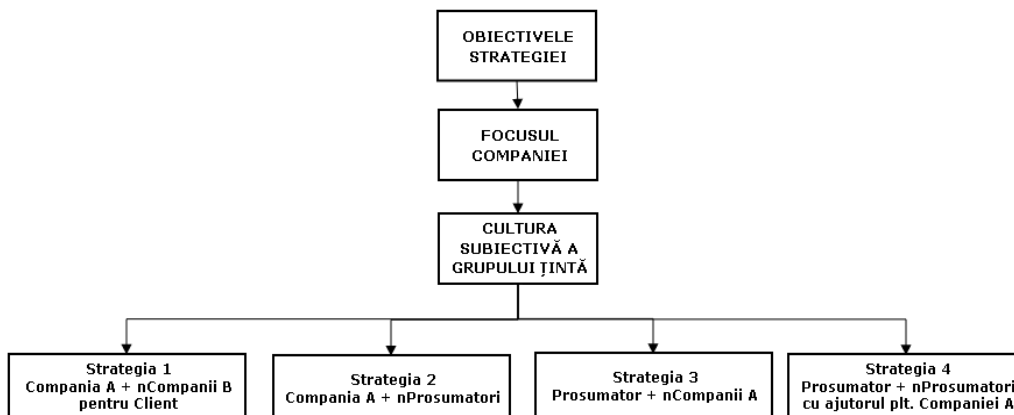 OBIECTIVELE
STRATEGIEI
FOCUSUL
COMPANIEI
CULTURA
SUBIECTIVĂ A
GRUPULUI ȚINTĂ
Strategia 1
Compania A + nCompanii B
pentru Client
Strategia 2
Compania A + nProsumatori
Strategia 3
Prosumator + nCompanii A
Strategia 4
Prosumator + nProsumatori
cu ajutorul plt. Companiei A